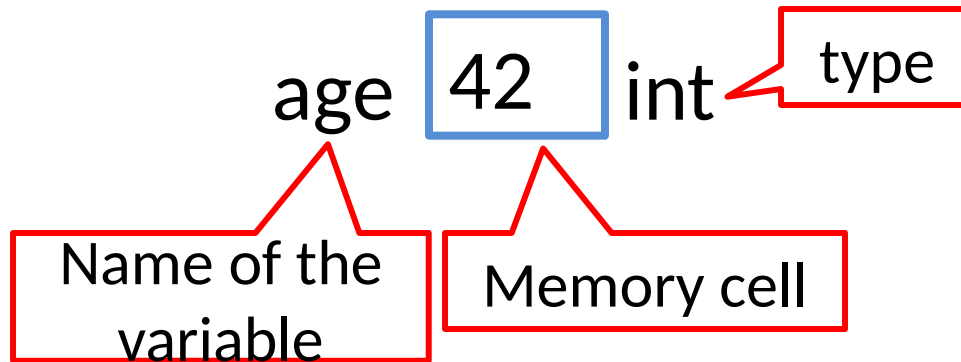 age 42 int type
Name of the
variable
Memory cell